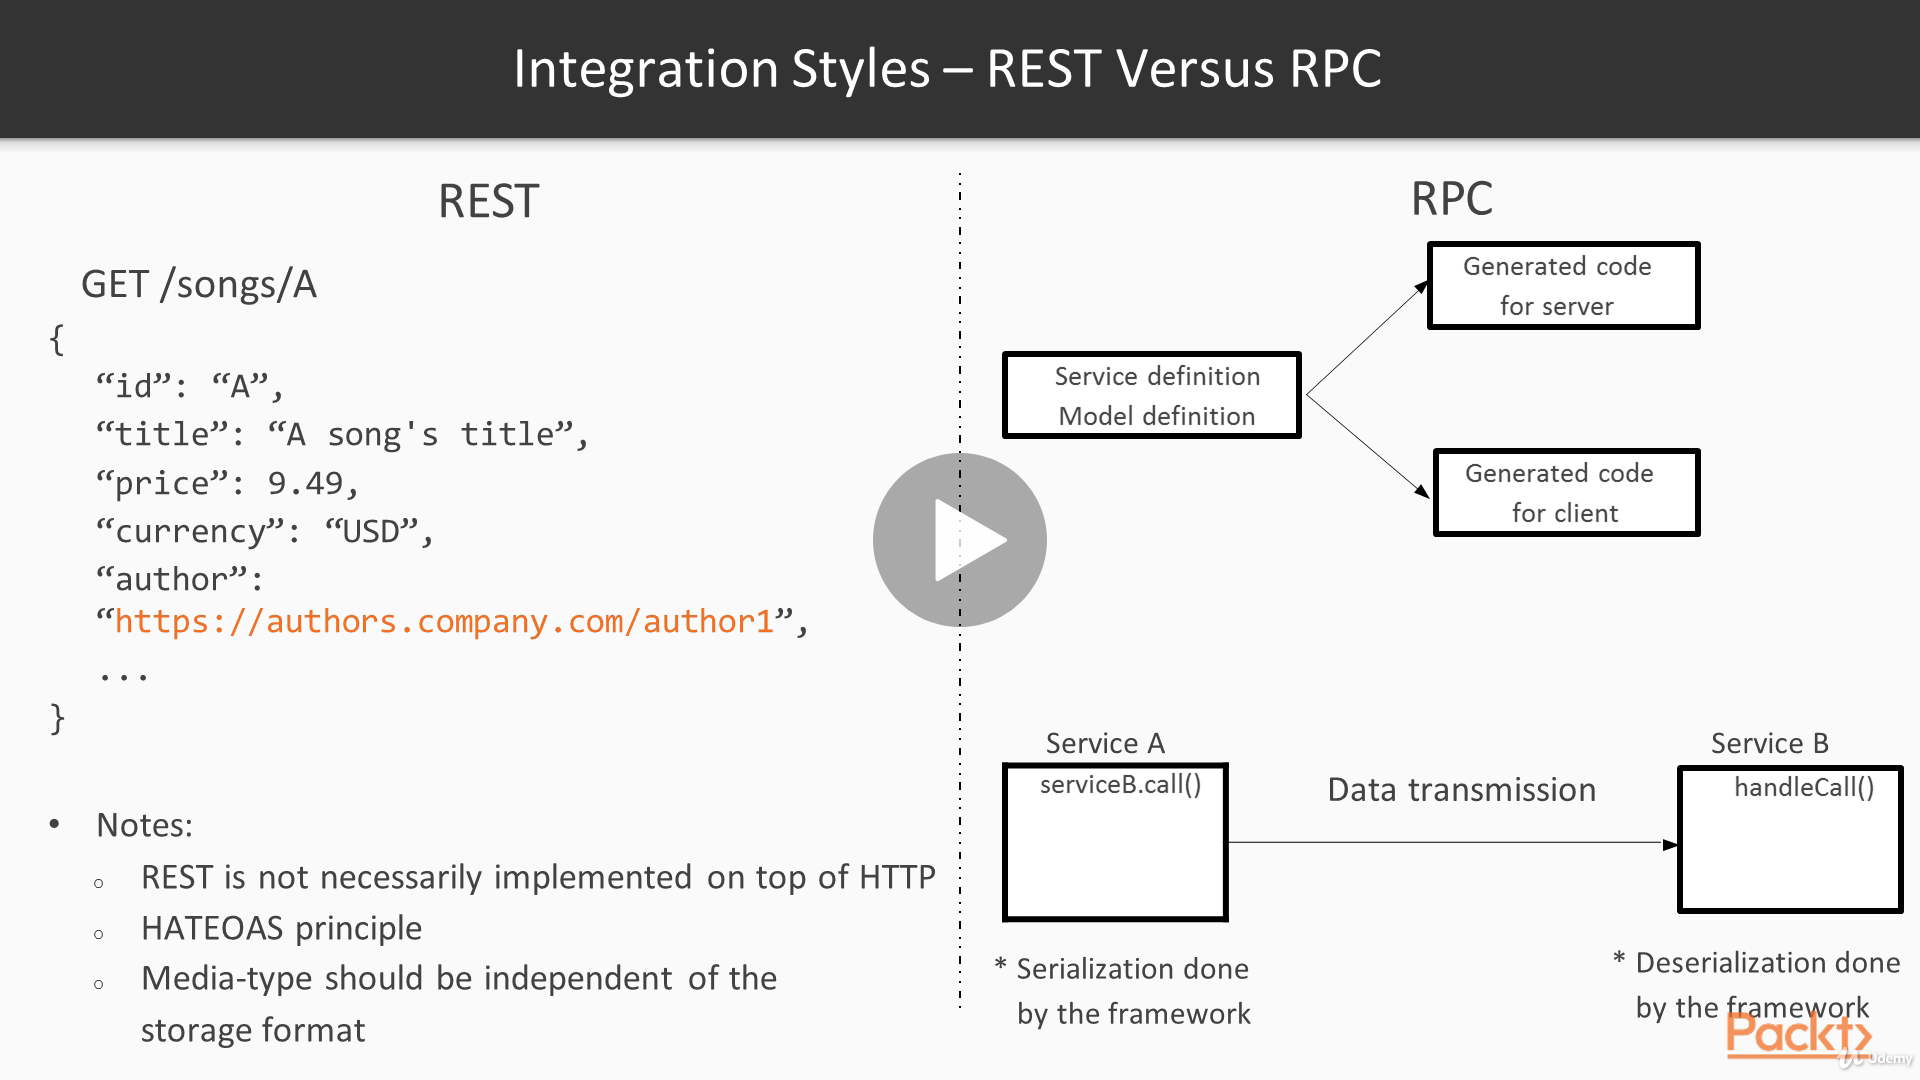 Integration Styles – REST Versus RPC
REST
GET /songs/A
{
“id”: “A”,
“title”: “A song's title”,
“price”: 9.49,
“currency”: “USD”,
“author”:
“https://authors.company.com/author1”,
...
}
• Notes:
o REST is not necessarily implemented on top of HTTP
o HATEOAS principle
o Media-type should be independent of the
storage format
RPC
Generated code
for server
Service definition
Model definition
Generated code
for client
Service A
serviceB.call()
Data transmission
Service B
handleCall()
* Serialization done
by the framework
* Deserialization done
by the framework
Packt>
Udemy